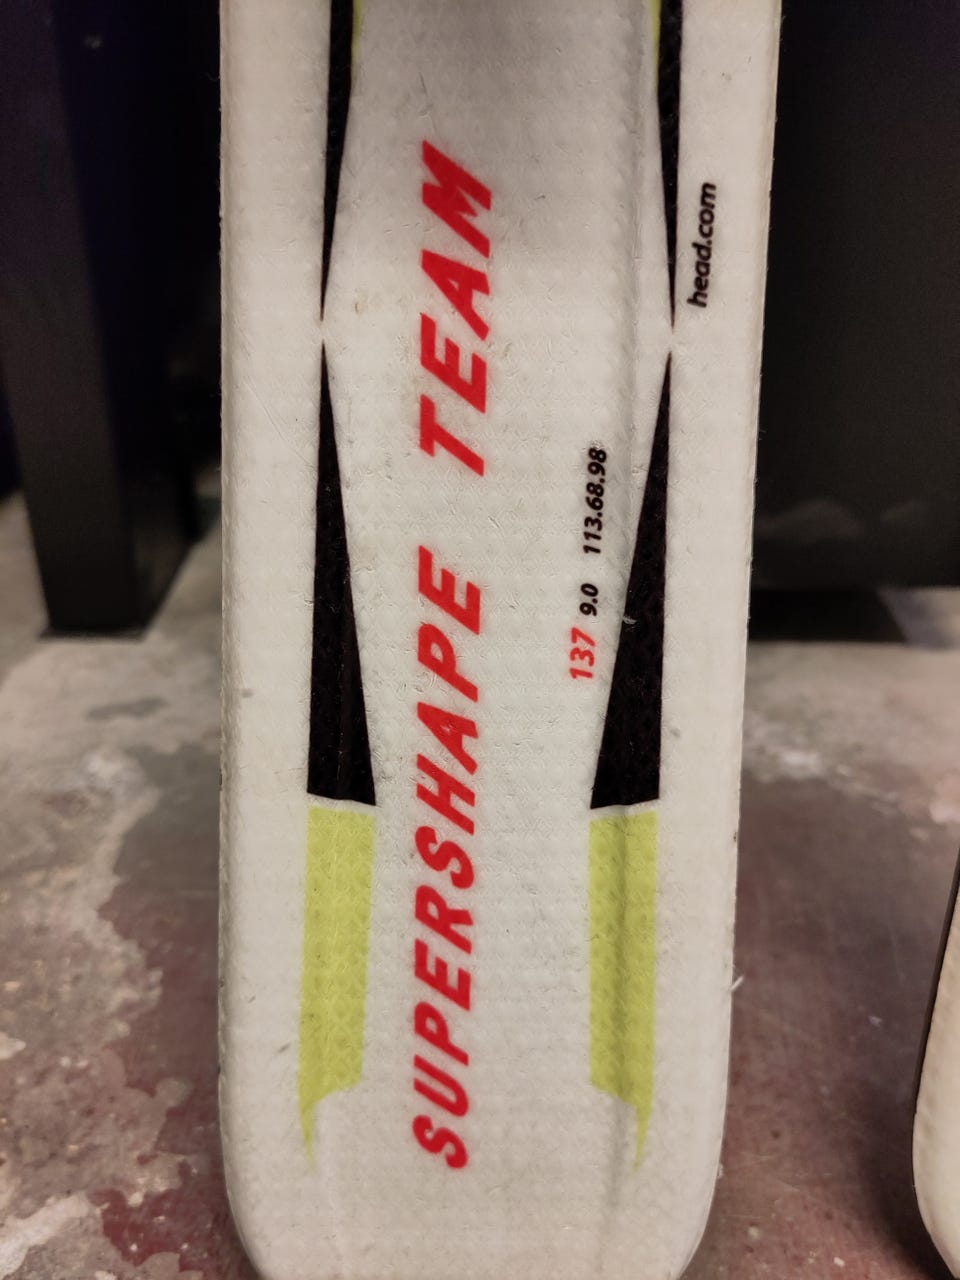 SUPERSHAPE TEAM
137 9.0 113.68.98
head.com